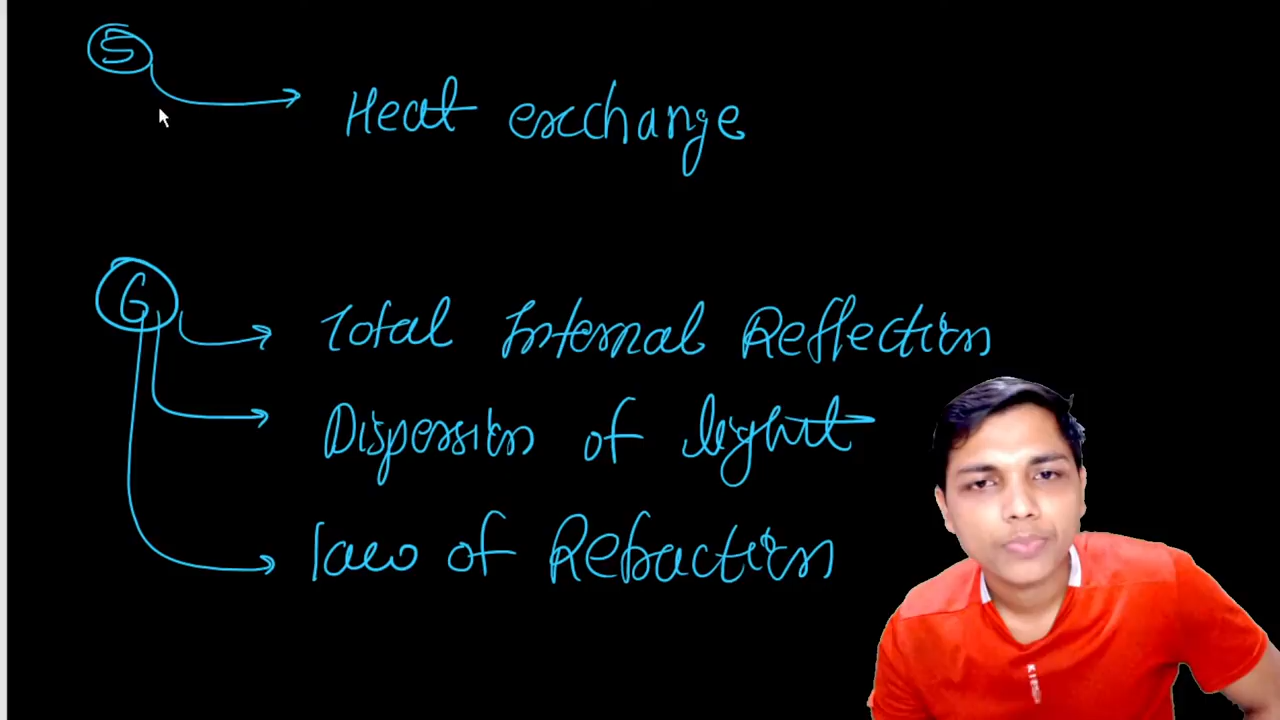 5
Heat exchange
6
Total Internal Reflection
Dispersion of light
law of Refraction